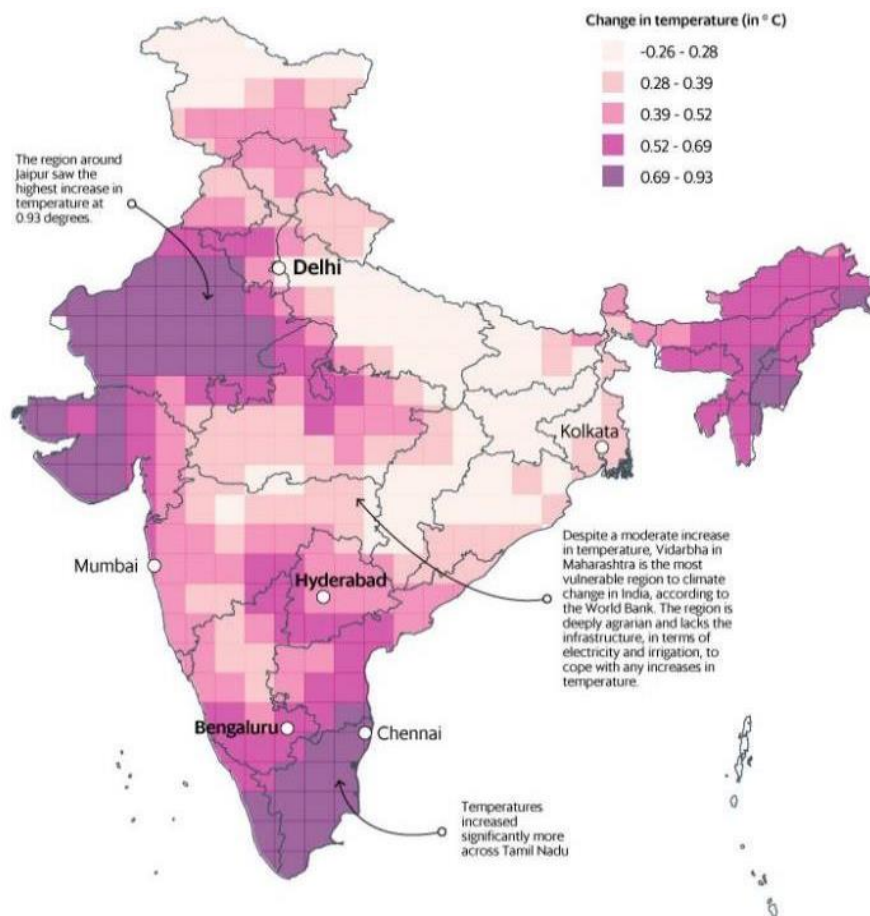 Change in temperature (in ° C)
-0.26 - 0.28
0.28 - 0.39
0.39 - 0.52
0.52 - 0.69
0.69 - 0.93
The region around
Jaipur saw the
highest increase in
temperature at
0.93 degrees.
Delhi
Kolkata
Mumbai
Hyderabad
Despite a moderate increase
in temperature, Vidarbha in
Maharashtra is the most
vulnerable region to climate
change in India, according to
the World Bank. The region is
deeply agrarian and lacks the
infrastructure, in terms of
electricity and irrigation, to
cope with any increases in
temperature.
Bengaluru
Chennai
Temperatures
increased
significantly more
across Tamil Nadu